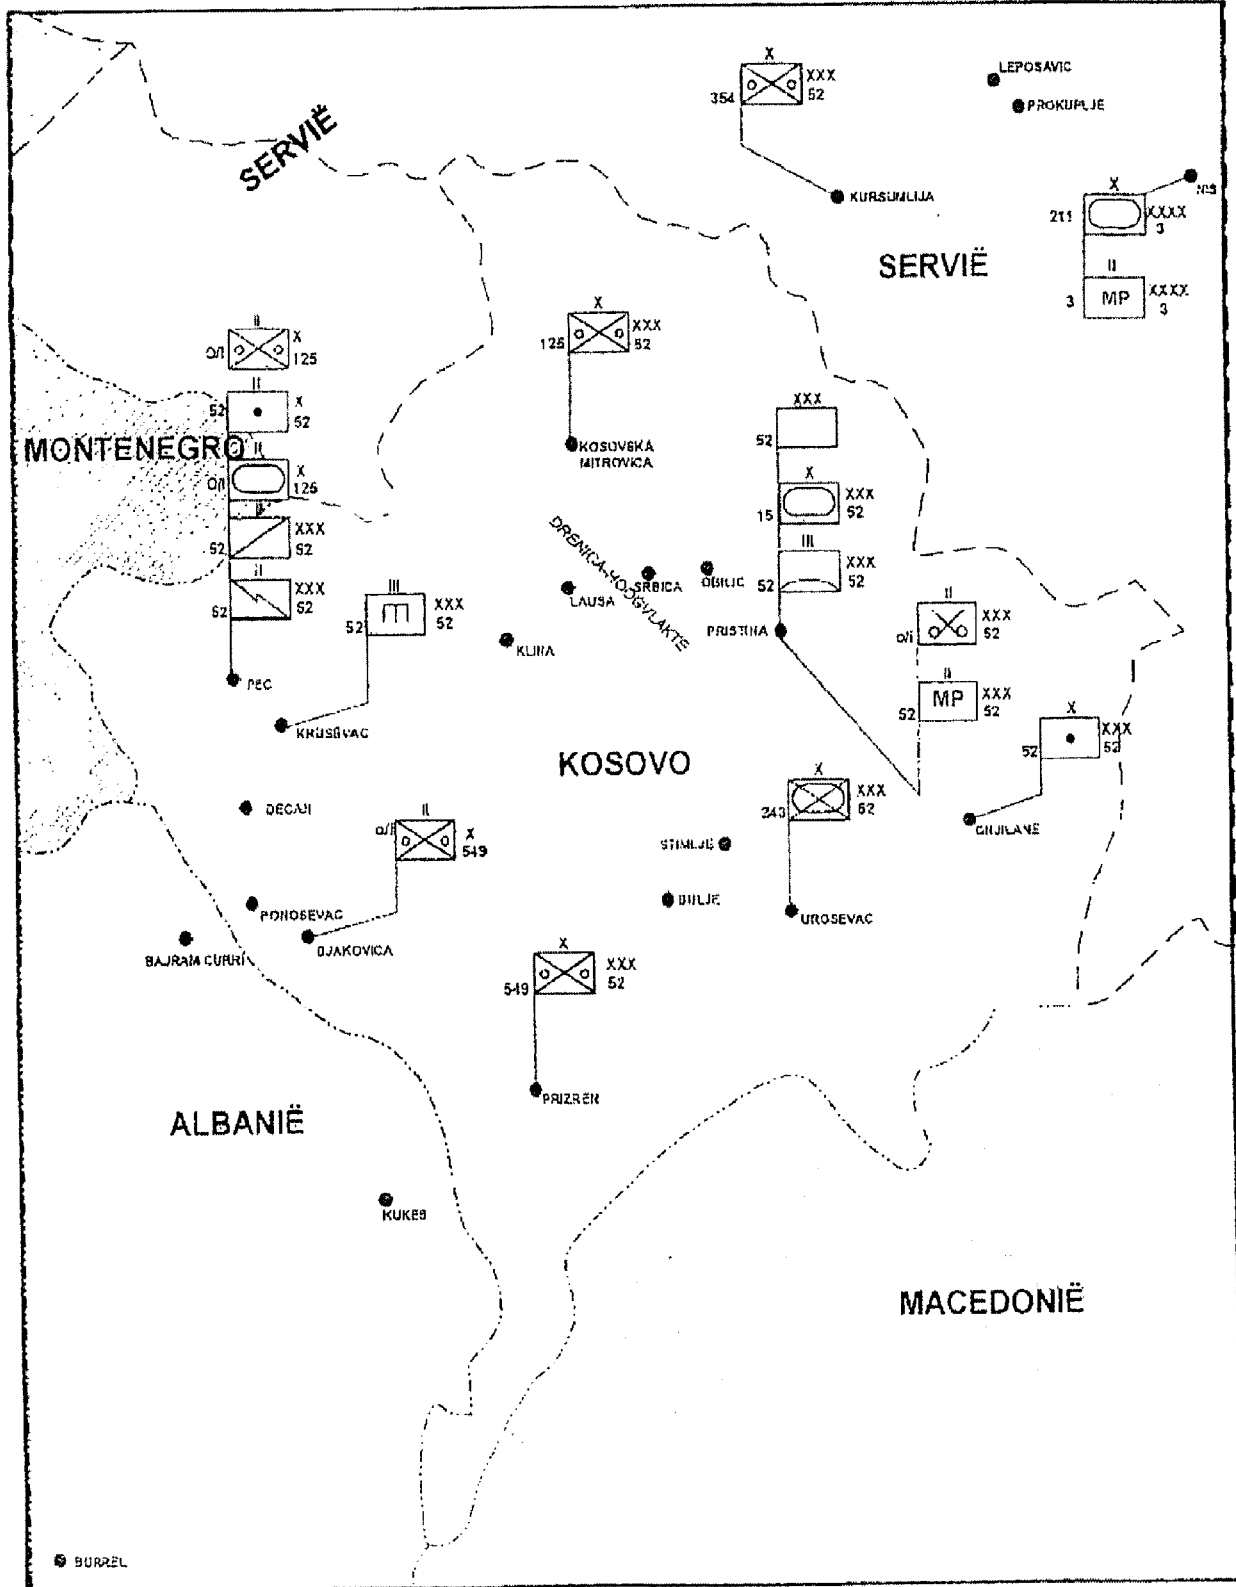 LEPOSAVIC
PROKUPLJE
X
XXX
354
52
KURSUMLIJA
SERVIË
NIS
X
211
XXXX
3
II
3
MP
XXXX
3
SERVIË
II
X
o/i
125
II
X
52
52
MONTENEGRO
II
X
o/i
125
XXX
52
52
II
XXX
52
52
PEC
X
XXX
125
52
KOSOVSKA
MITROVICA
XXX
52
X
XXX
15
52
III
XXX
52
52
PRISTINA
DRENICA-HOOGVLAKTE
SRBICA
OBILIC
LAUSA
KLINA
III
XXX
52
52
KRUSEVAC
II
XXX
o/i
52
II
MP
XXX
52
52
X
XXX
52
52
GNJILANE
KOSOVO
DECANI
II
X
o/i
549
PONOSEVAC
DJAKOVICA
BAJRAM CURRI
X
XXX
243
52
STIMLJE
UROSEVAC
X
XXX
549
52
PRIZREN
ALBANIË
KUKES
MACEDONIË
BURREL